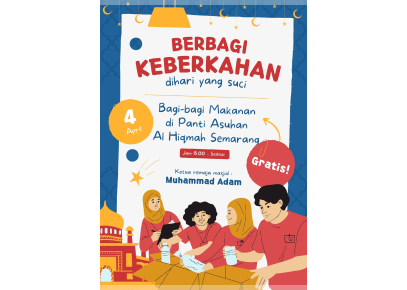 BERBAGI
KEBERKAHAN
dihari yang suci
4
April
Bagi-bagi Makanan
di Panti Asuhan
Al Hiqmah Semarang
Jam 15.00 - Selesai
Gratis!
Ketua remaja masjid :
Muhammad Adam